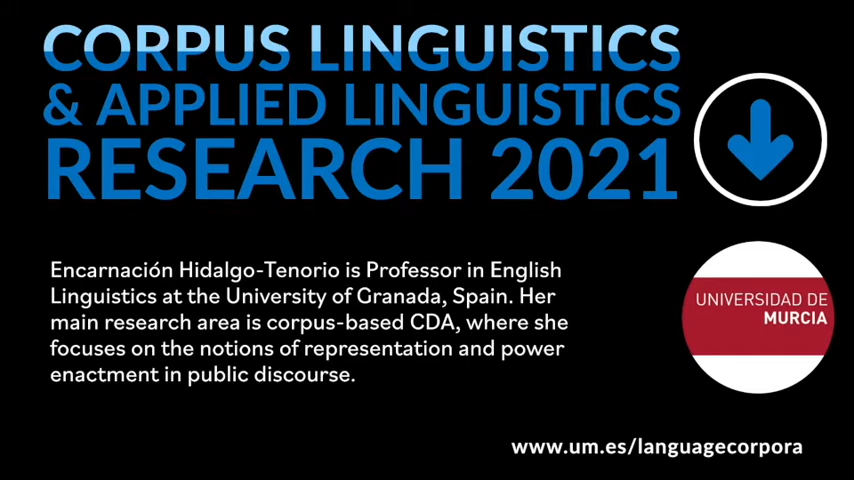 CORPUS LINGUISTICS
& APPLIED LINGUISTICS
RESEARCH 2021
Encarnación Hidalgo-Tenorio is Professor in English
Linguistics at the University of Granada, Spain. Her
main research area is corpus-based CDA, where she
focuses on the notions of representation and power
enactment in public discourse.
UNIVERSIDAD DE
MURCIA
www.um.es/languagecorpora